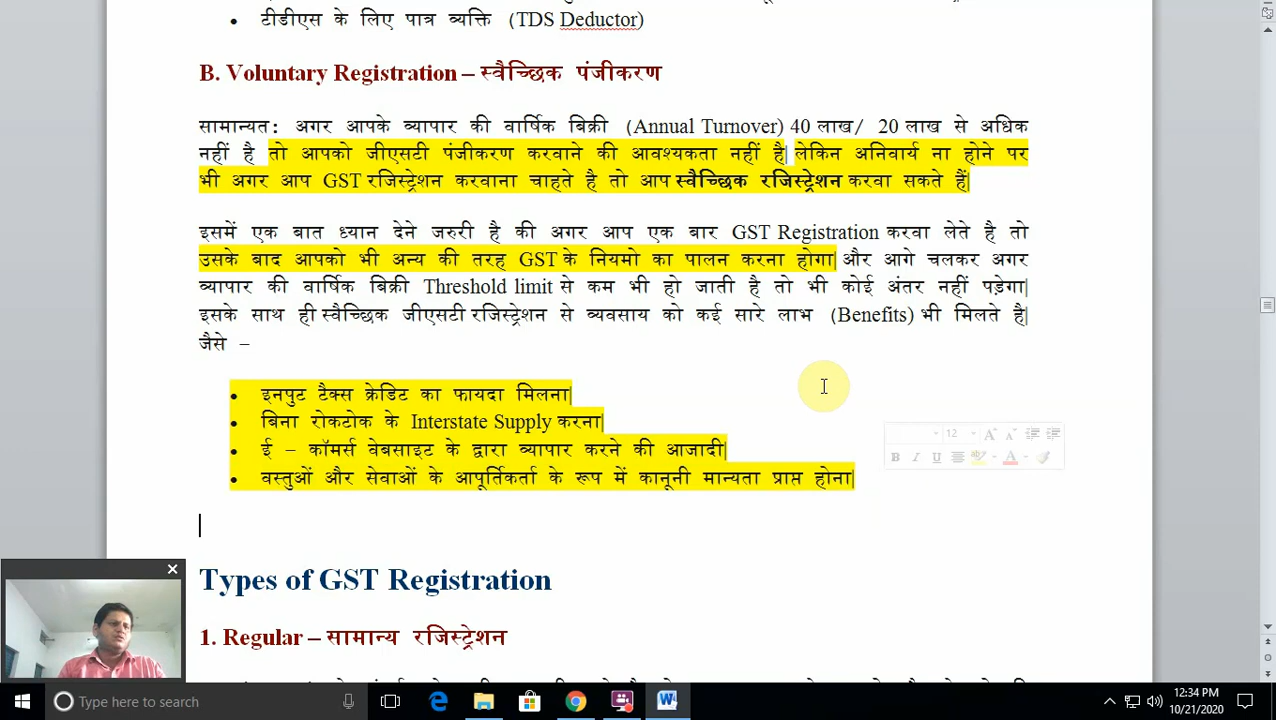 • टीडीएस के लिए पात्र व्यक्ति (TDS Deductor)
B. Voluntary Registration – स्वैच्छिक पंजीकरण
सामान्यत: अगर आपके व्यापार की वार्षिक बिक्री (Annual Turnover) 40 लाख/ 20 लाख से अधिक
नहीं है तो आपको जीएसटी पंजीकरण करवाने की आवश्यकता नहीं है| लेकिन अनिवार्य ना होने पर
भी अगर आप GST रजिस्ट्रेशन करवाना चाहते है तो आप स्वैच्छिक रजिस्ट्रेशन करवा सकते हैं|
इसमें एक बात ध्यान देने जरुरी है की अगर आप एक बार GST Registration करवा लेते है तो
उसके बाद आपको भी अन्य की तरह GST के नियमो का पालन करना होगा| और आगे चलकर अगर
व्यापार की वार्षिक बिक्री Threshold limit से कम भी हो जाती है तो भी कोई अंतर नहीं पड़ेगा|
इसके साथ ही स्वैच्छिक जीएसटी रजिस्ट्रेशन से व्यवसाय को कई सारे लाभ (Benefits) भी मिलते है|
जैसे –
• इनपुट टैक्स क्रेडिट का फायदा मिलना|
• बिना रोकटोक के Interstate Supply करना|
• ई – कॉमर्स वेबसाइट के द्वारा व्यापार करने की आजादी|
• वस्तुओं और सेवाओं के आपूर्तिकर्ता के रूप में कानूनी मान्यता प्राप्त होना|
12
B I U
Types of GST Registration
1. Regular – सामान्य रजिस्ट्रेशन
Type here to search
12:34 PM
10/21/2020